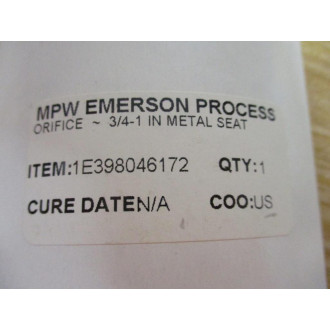 MPW EMERSON PROCESS
ORIFICE ~ 3/4-1 IN METAL SEAT
ITEM:1E398046172 QTY:1
CURE DATEN/A COO:US